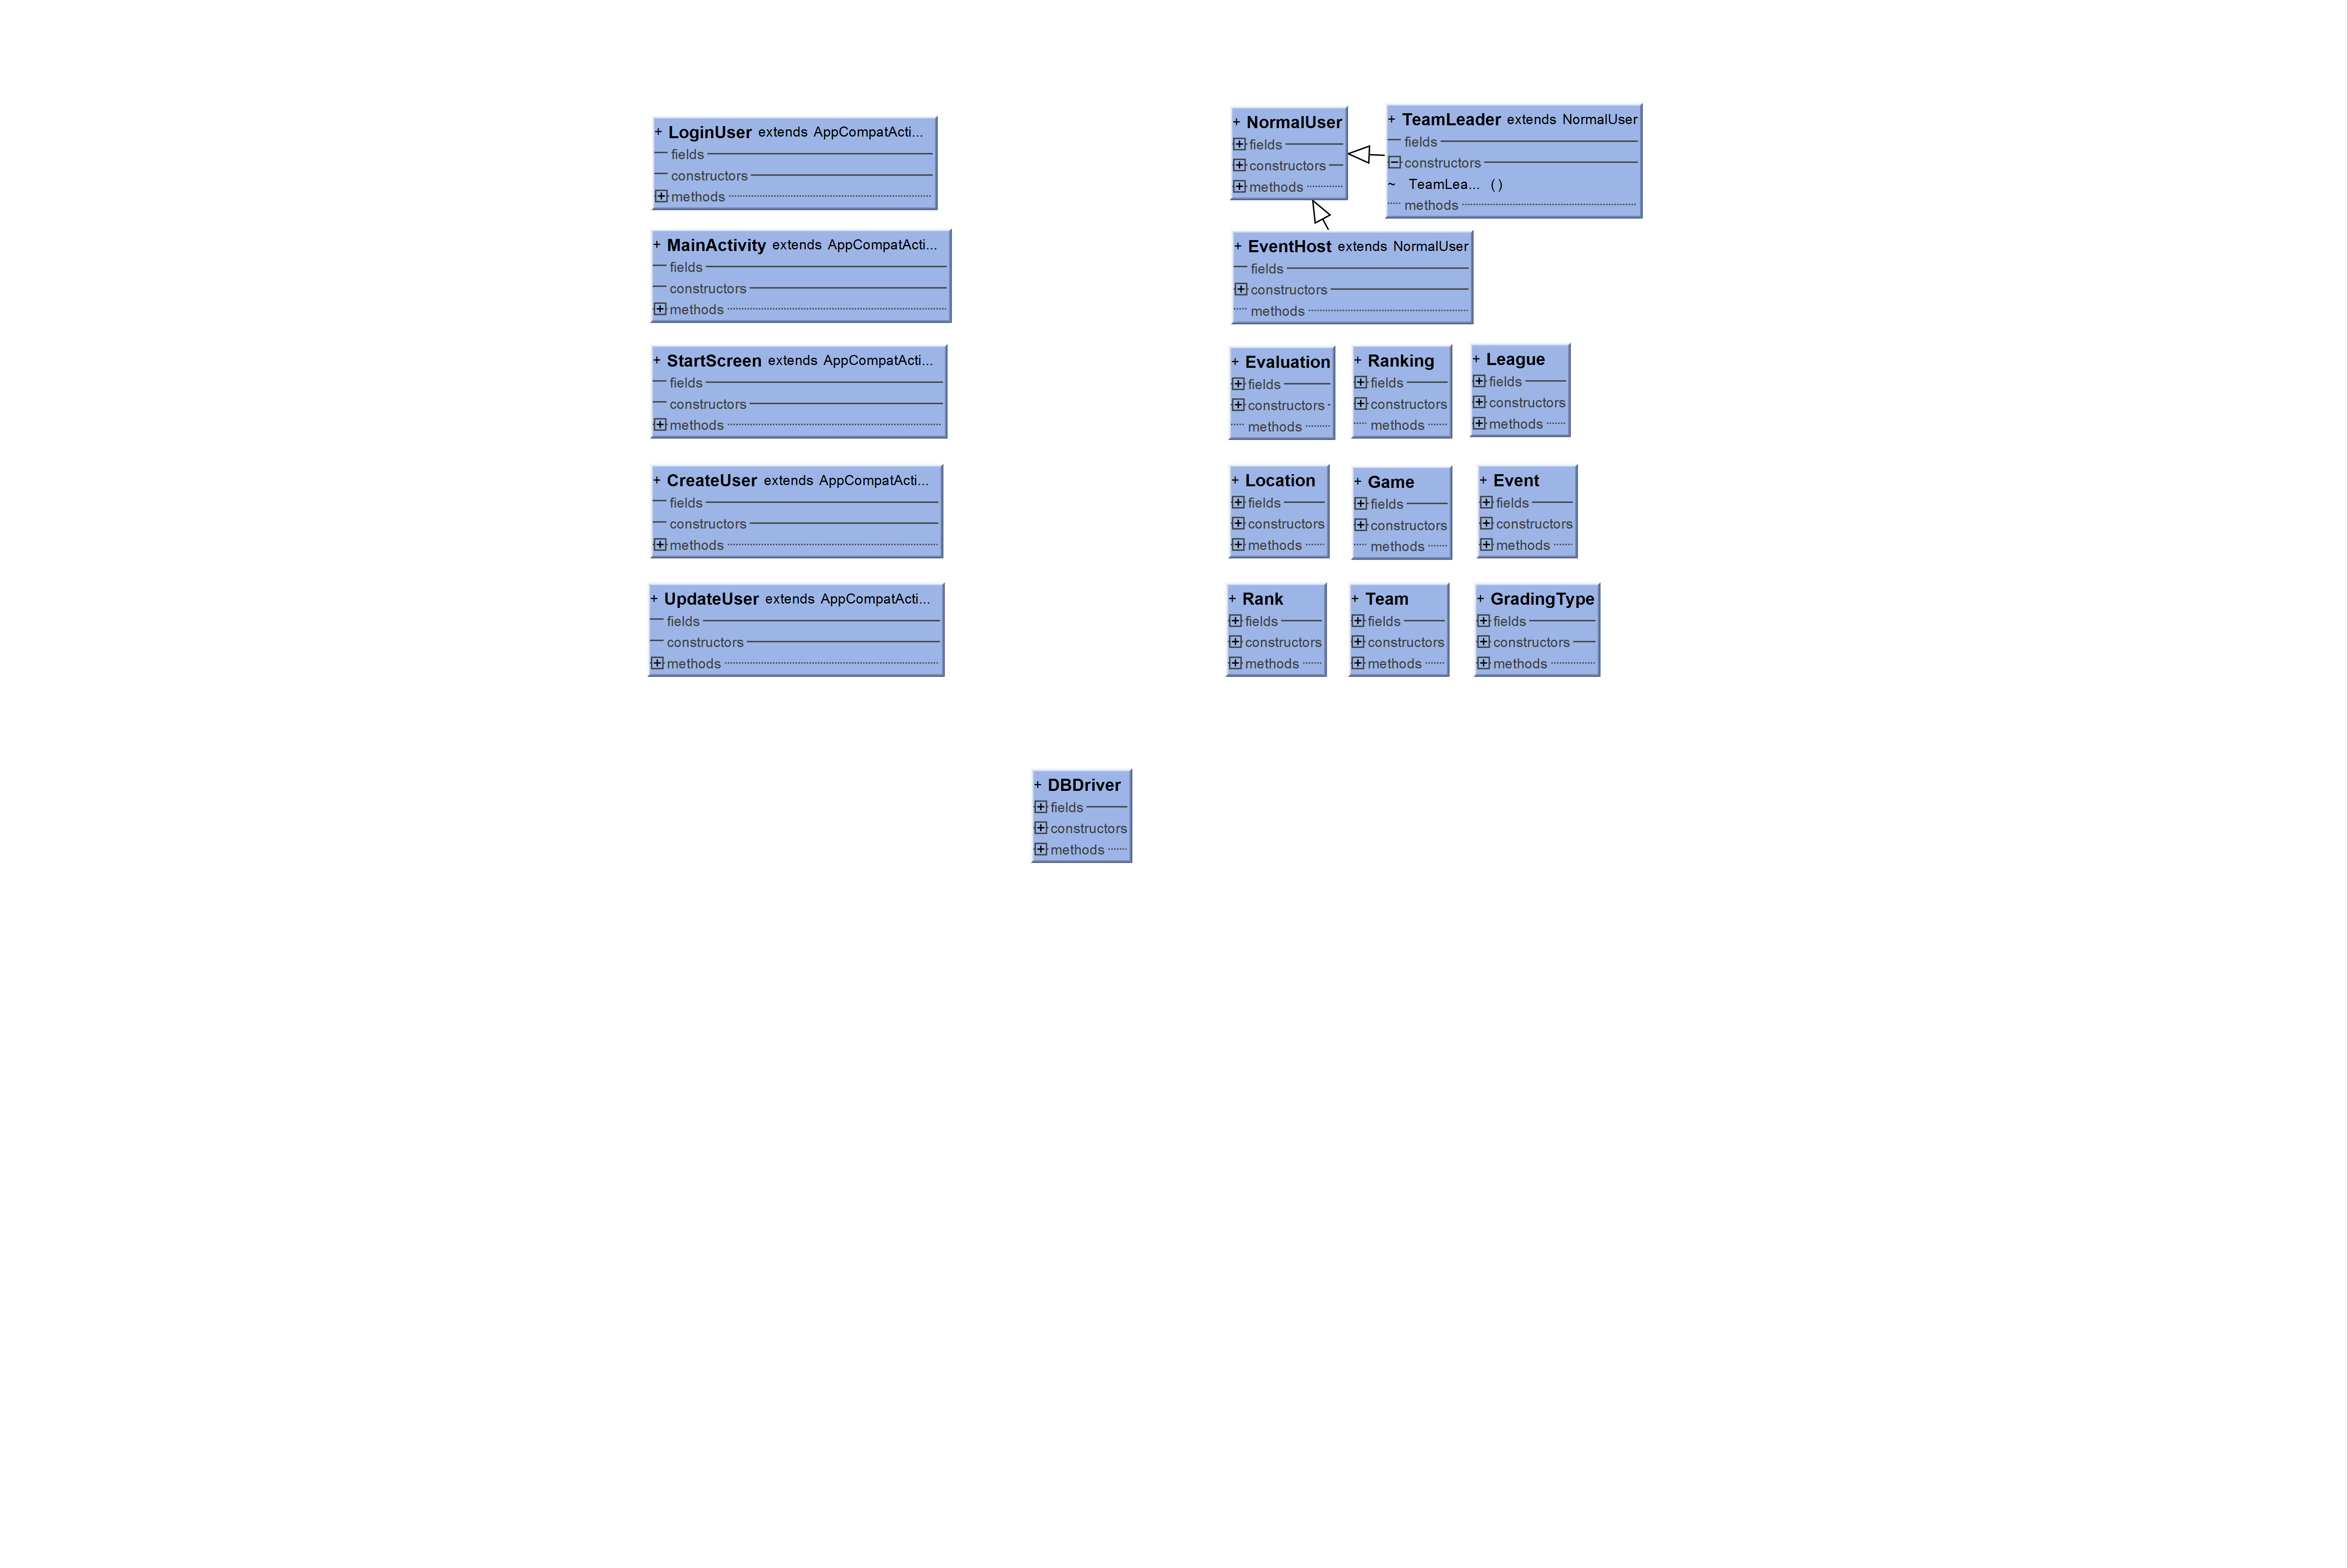 + LoginUser extends AppCompatActi...
fields
constructors
methods
+ MainActivity extends AppCompatActi...
fields
constructors
methods
+ StartScreen extends AppCompatActi...
fields
constructors
methods
+ CreateUser extends AppCompatActi...
fields
constructors
methods
+ UpdateUser extends AppCompatActi...
fields
constructors
methods
+ NormalUser
fields
constructors
methods
+ TeamLeader extends NormalUser
fields
constructors
~ TeamLea... ()
methods
+ EventHost extends NormalUser
fields
constructors
methods
+ Evaluation
fields
constructors
methods
+ Ranking
fields
constructors
methods
+ League
fields
constructors
methods
+ Location
fields
constructors
methods
+ Game
fields
constructors
methods
+ Event
fields
constructors
methods
+ Rank
fields
constructors
methods
+ Team
fields
constructors
methods
+ GradingType
fields
constructors
methods
+ DBDriver
fields
constructors
methods